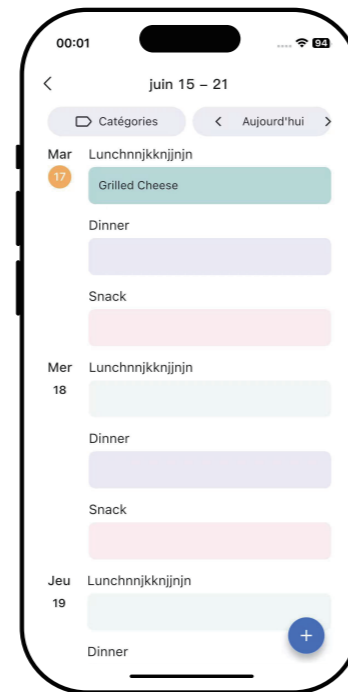 00:01 94
juin 15 – 21
Catégories Aujourd'hui
Mar Lunchnnjkknjjnjn
17
Grilled Cheese
Dinner
Snack
Mer Lunchnnjkknjjnjn
18
Dinner
Snack
Jeu Lunchnnjkknjjnjn
19
+
Dinner